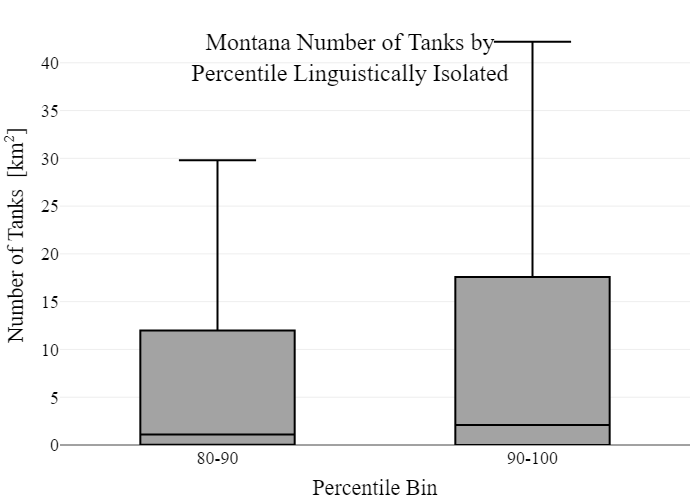 Montana Number of Tanks by
Percentile Linguistically Isolated
Number of Tanks [km²]
40
35
30
25
20
15
10
5
0
80-90
90-100
Percentile Bin